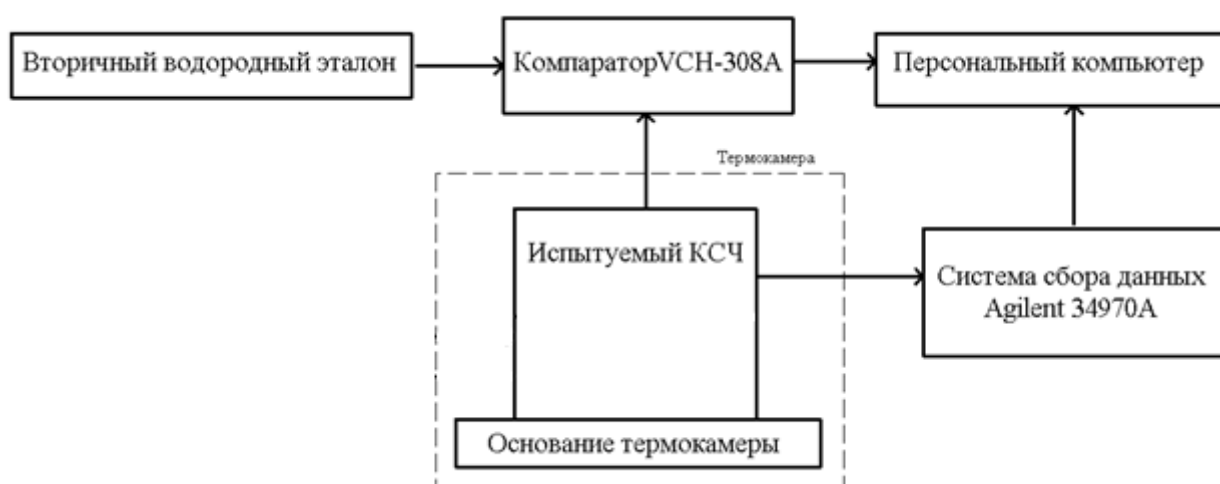 Вторичный водородный эталон
КомпараторVCH-308A
Персональный компьютер
Термокамера
Испытуемый КСЧ
Система сбора данных
Agilent 34970A
Основание термокамеры